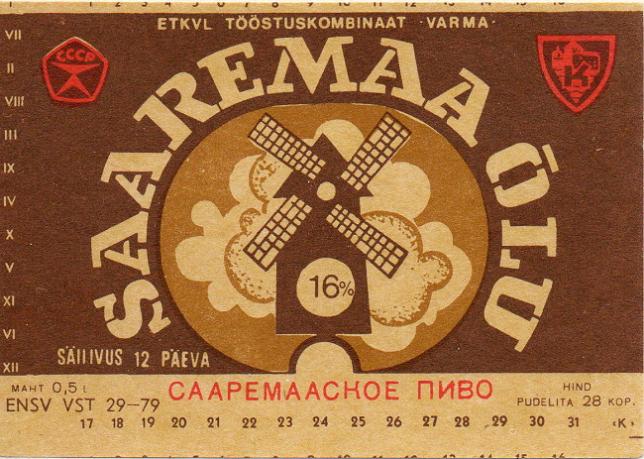 ETKVL TÖÖSTUSKOMBINAAT ·VARMA·
СССР
K
SAAREMAA ÕLU
VII
II
VIII
III
IX
IV
X
V
XI
VI
XII
16%
SÄILIVUS 12 PÄEVA
MAHT 0,5 l
ENSV VST 29—79
СААРЕМААСКОЕ ПИВО
HIND
PUDELITA 28 KOP.
17 18 19 20 21 22 23 24 25 26 27 28 29 30 31 ‹K›